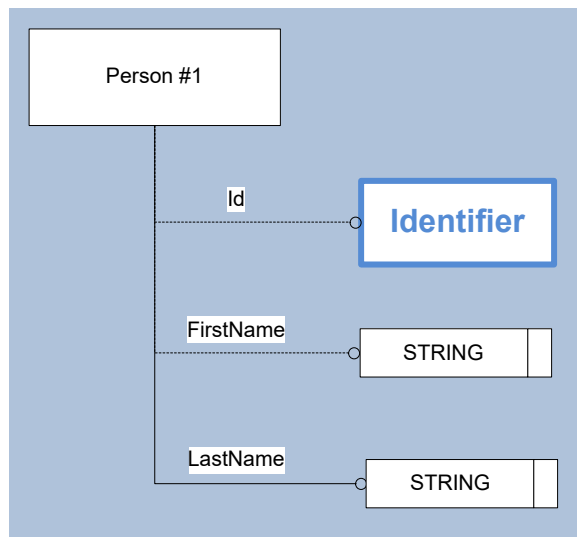 Person #1
Id
Identifier
FirstName
STRING
LastName
STRING